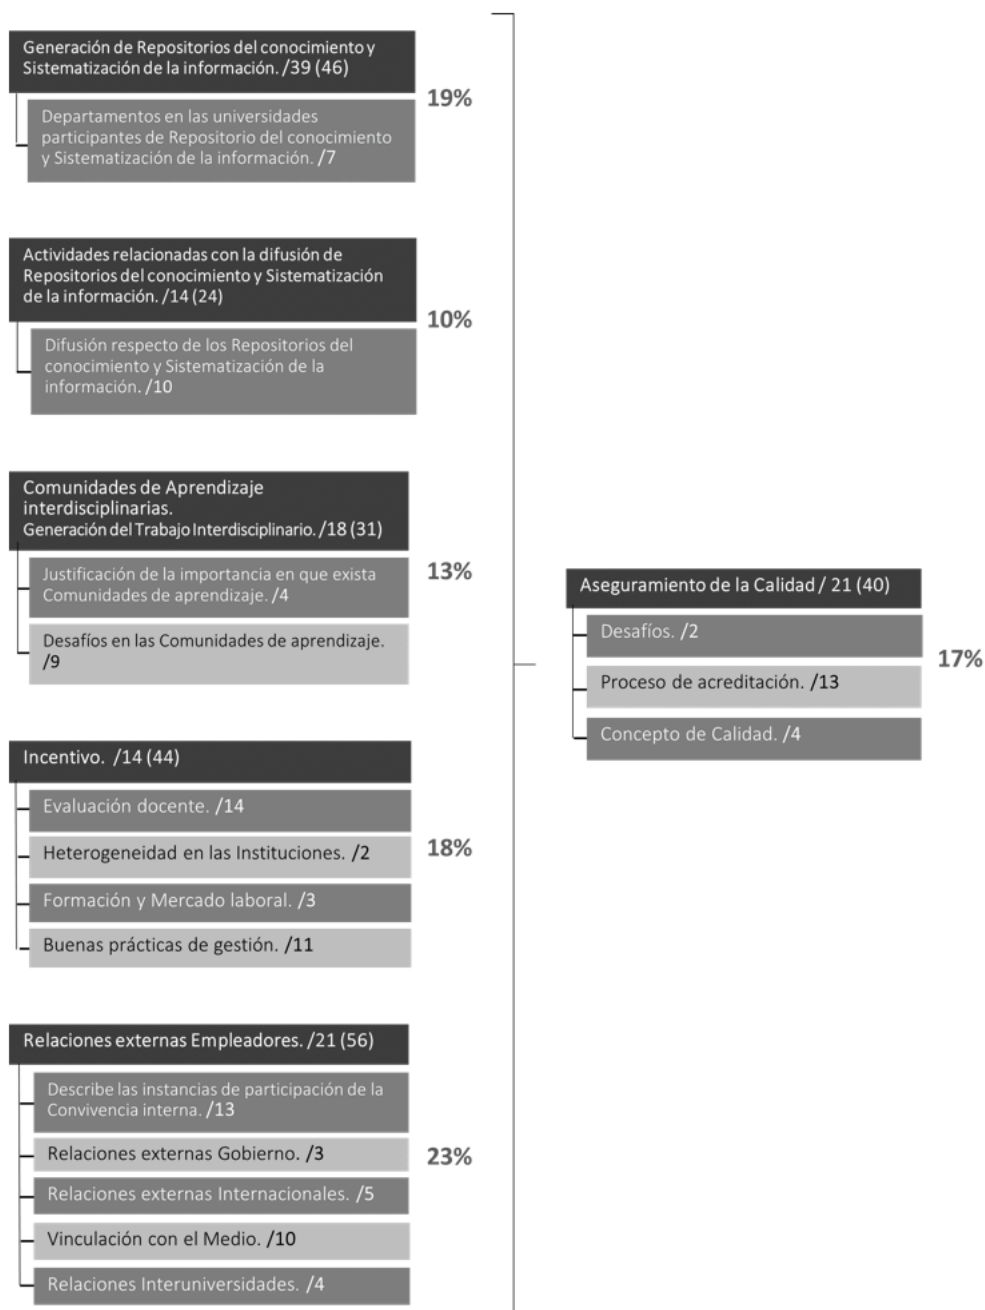 Generación de Repositorios del conocimiento y
Sistematización de la información. /39 (46)
19%
Departamentos en las universidades
participantes de Repositorio del conocimiento
y Sistematización de la información. /7
Actividades relacionadas con la difusión de
Repositorios del conocimiento y Sistematización
de la información. /14 (24)
10%
Difusión respecto de los Repositorios del
conocimiento y Sistematización de la
información. /10
Comunidades de Aprendizaje
interdisciplinarias.
Generación del Trabajo Interdisciplinario. /18 (31)
13%
Justificación de la importancia en que exista
Comunidades de aprendizaje. /4
Desafíos en las Comunidades de aprendizaje.
/9
Incentivo. /14 (44)
Evaluación docente. /14
18%
Heterogeneidad en las Instituciones. /2
Formación y Mercado laboral. /3
Buenas prácticas de gestión. /11
Relaciones externas Empleadores. /21 (56)
Describe las instancias de participación de la
Convivencia interna. /13
23%
Relaciones externas Gobierno. /3
Relaciones externas Internacionales. /5
Vinculación con el Medio. /10
Relaciones Interuniversidades. /4
Aseguramiento de la Calidad / 21 (40)
Desafíos. /2
17%
Proceso de acreditación. /13
Concepto de Calidad. /4